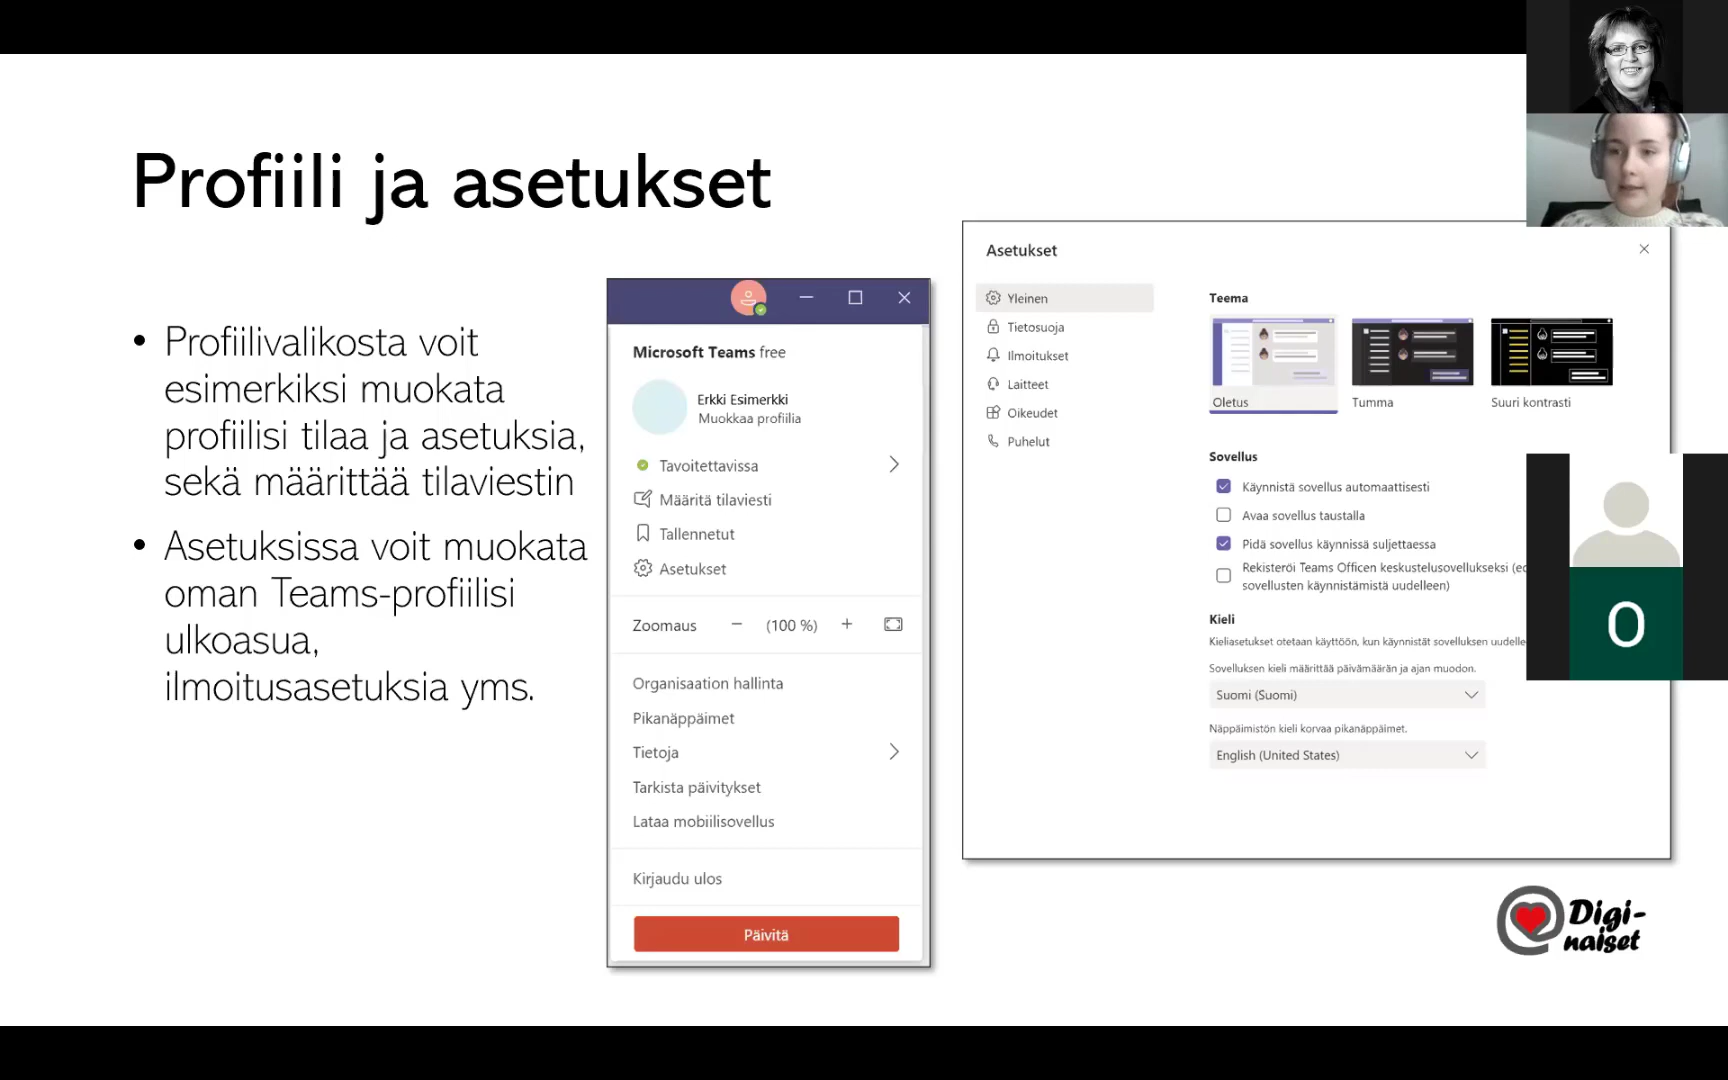 Profiili ja asetukset
• Profiilivalikosta voit
esimerkiksi muokata
profiilisi tilaa ja asetuksia,
sekä määrittää tilaviestin
• Asetuksissa voit muokata
oman Teams-profiilisi
ulkoasua,
ilmoitusasetuksia yms.
Microsoft Teams free
Erkki Esimerkki
Muokkaa profiilia
Tavoitettavissa
Määritä tilaviesti
Tallennetut
Asetukset
Zoomaus − (100 %) +
Organisaation hallinta
Pikanäppäimet
Tietoja
Tarkista päivitykset
Lataa mobiilisovellus
Kirjaudu ulos
Päivitä
Asetukset
Yleinen
Tietosuoja
Ilmoitukset
Laitteet
Oikeudet
Puhelut
Teema
Oletus Tumma Suuri kontrasti
Sovellus
Käynnistä sovellus automaattisesti
Avaa sovellus taustalla
Pidä sovellus käynnissä suljettaessa
Rekisteröi Teams Officen keskustelusovellukseksi
sovellusten käynnistämistä uudelleen)
Kieli
Kieliasetukset otetaan käyttöön, kun käynnistät sovelluksen
Sovelluksen kieli määrittää päivämäärän ja ajan muodon.
Suomi (Suomi)
Näppäimistön kieli korvaa pikanäppäimet.
English (United States)
O
Digi-
naiset